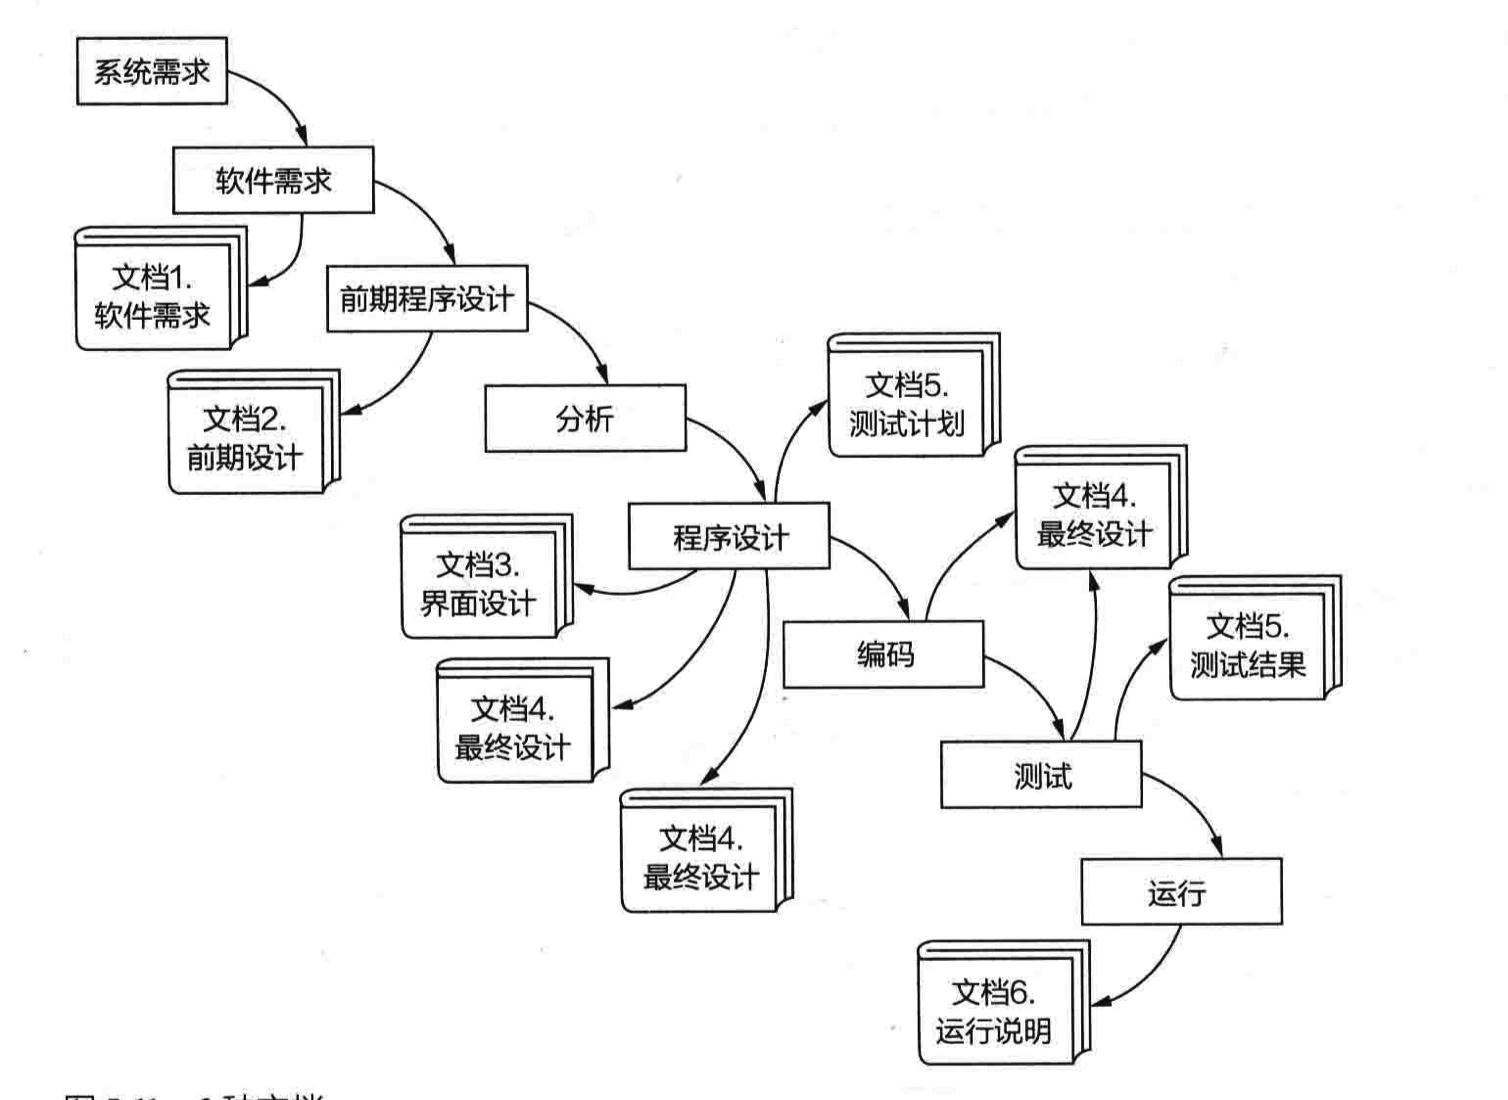 系统需求
软件需求
文档1.
软件需求
前期程序设计
文档2.
前期设计
分析
文档5.
测试计划
程序设计
文档4.
最终设计
文档3.
界面设计
编码
文档5.
测试结果
文档4.
最终设计
测试
文档4.
最终设计
运行
文档6.
运行说明